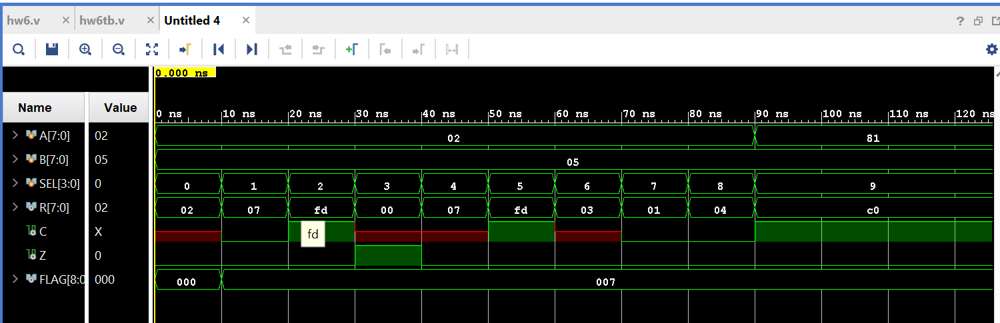 hw6.v × hw6tb.v × Untitled 4 × ?
0.000 ns
Name Value
0 ns 10 ns 20 ns 30 ns 40 ns 50 ns 60 ns 70 ns 80 ns 90 ns 100 ns 110 ns 120 ns
A[7:0] 02 02 81
B[7:0] 05 05
SEL[3:0] 0 0 1 2 3 4 5 6 7 8 9
R[7:0] 02 02 07 fd 00 07 fd 03 01 04 c0
C X fd
Z 0
FLAG[8:0 000 000 007